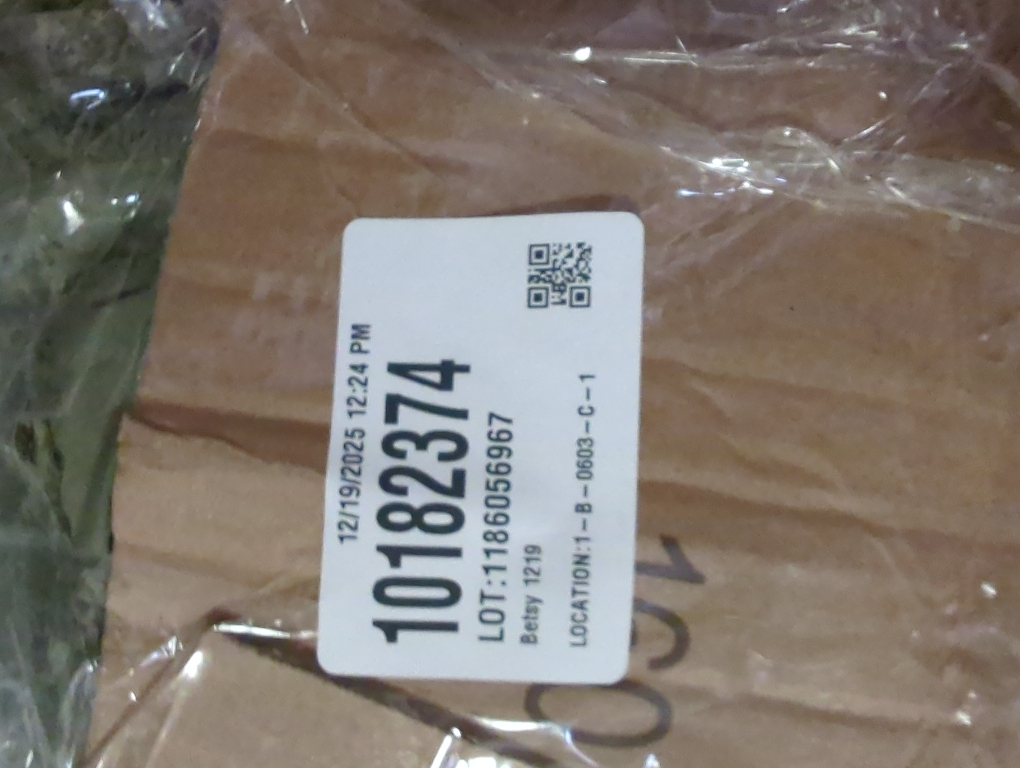 12/19/2025 12:24 PM
10182374
LOT:1186056967
Betsy 1219
LOCATION:1-B-0603-C-1